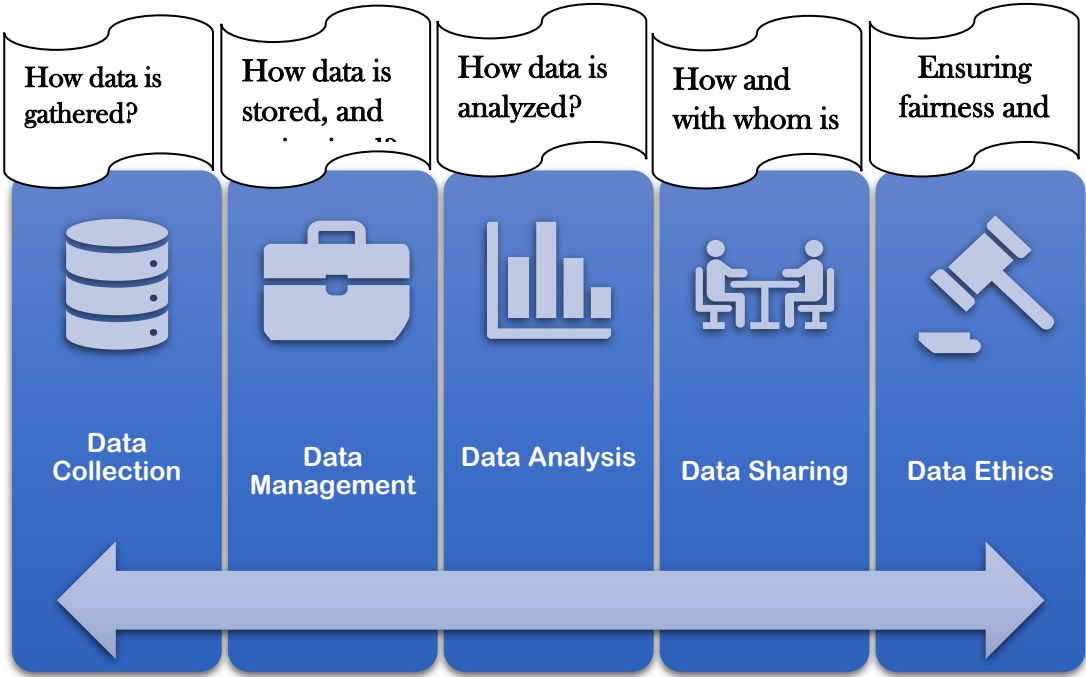 How data is
gathered?
How data is
stored, and
How data is
analyzed?
How and
with whom is
Ensuring
fairness and
Data
Collection
Data
Management
Data Analysis
Data Sharing
Data Ethics